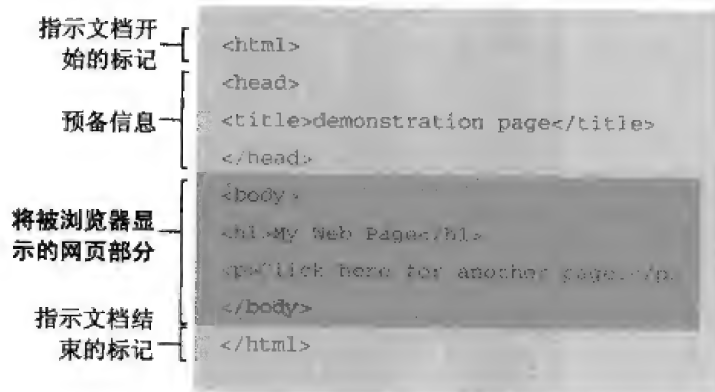 指示文档开
始的标记
<html>
<head>
预备信息
<title>demonstration page</title>
</head>
<body>
将被浏览器显
示的网页部分
<h1>My Web Page</h1>
<p>Click here for another page.</p>
</body>
指示文档结
束的标记
</html>